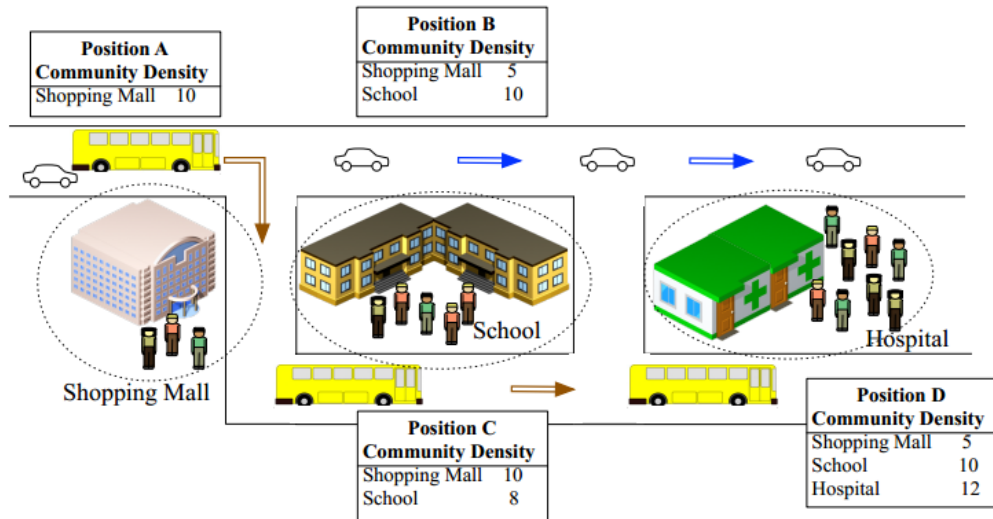 Position A
Community Density
Shopping Mall 10
Position B
Community Density
Shopping Mall 5
School 10
School
Hospital
Shopping Mall
Position C
Community Density
Shopping Mall 10
School 8
Position D
Community Density
Shopping Mall 5
School 10
Hospital 12